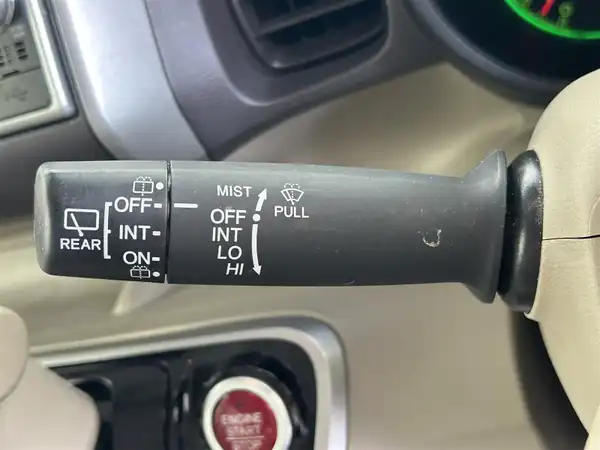 MIST
PULL
OFF
OFF
REAR
INT
INT
LO
ON
HI
ENGINE
START
STOP